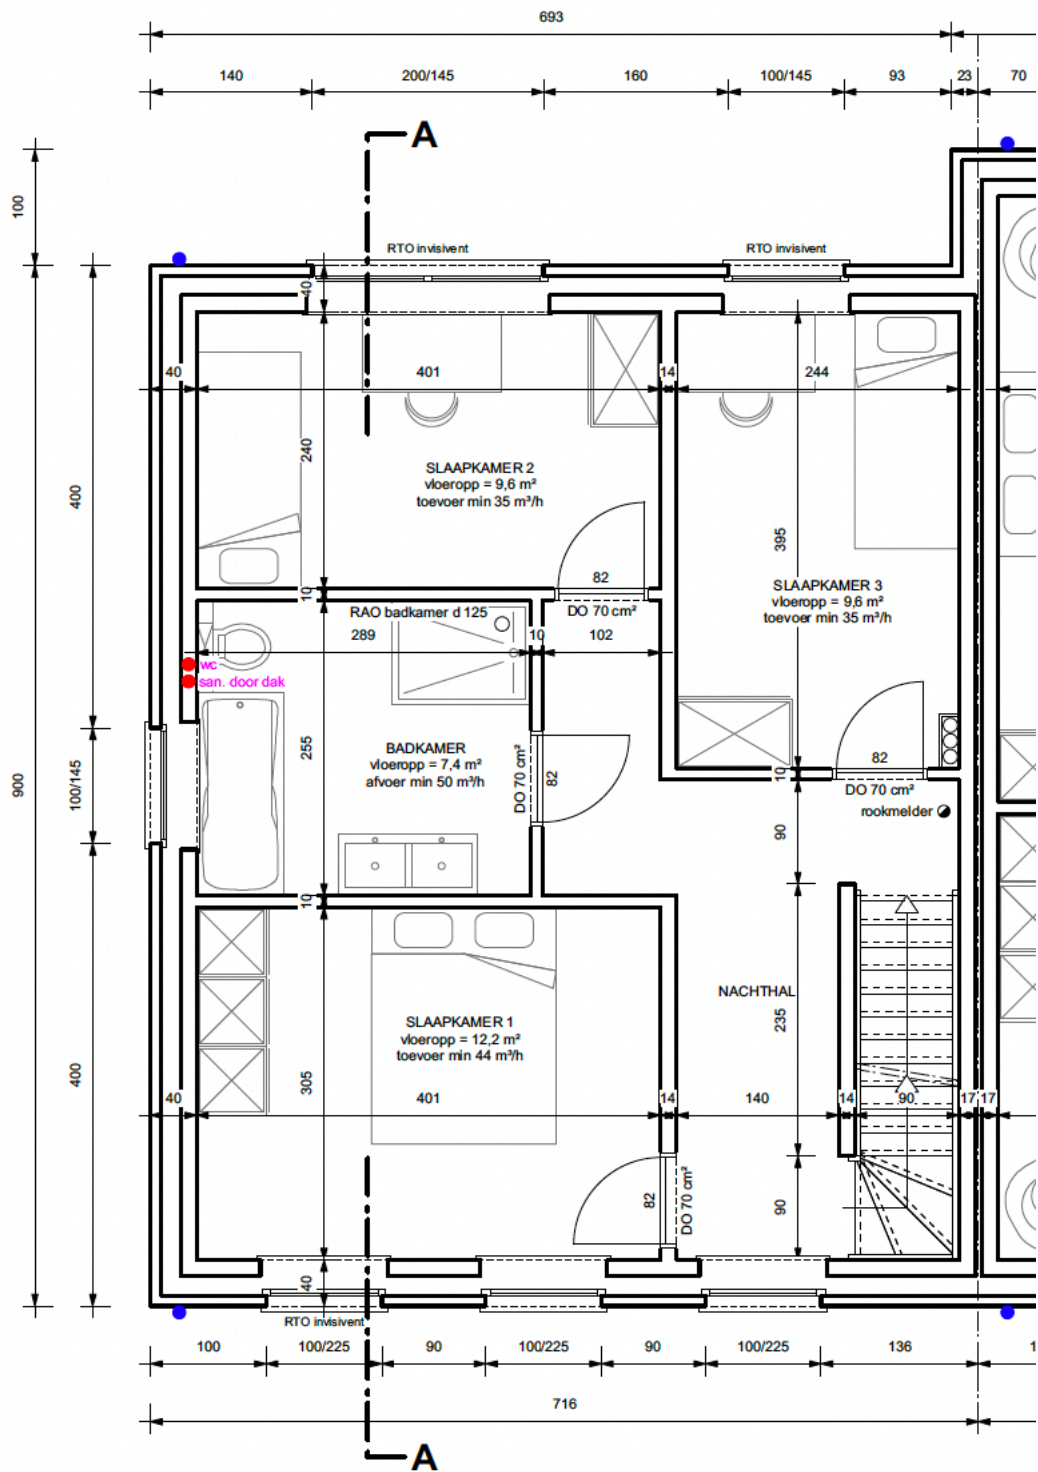 693
140
200/145
160
100/145
93
23
70
A
100
RTO invisivent
RTO invisivent
40
40
401
14
244
240
400
SLAAPKAMER 2
vloeropp = 9,6 m²
toevoer min 35 m³/h
395
82
SLAAPKAMER 3
vloeropp = 9,6 m²
toevoer min 35 m³/h
10
RAO badkamer d 125
DO 70 cm²
289
10
102
wc
san. door dak
BADKAMER
vloeropp = 7,4 m²
afvoer min 50 m³/h
255
DO 70 cm²
82
82
10
DO 70 cm²
rookmelder
900
100/145
90
10
NACHTHAL
235
SLAAPKAMER 1
vloeropp = 12,2 m²
toevoer min 44 m³/h
400
305
40
401
14
140
14
90
17
17
82
DO 70 cm²
90
40
RTO invisivent
100
100/225
90
100/225
90
100/225
136
1
716
A